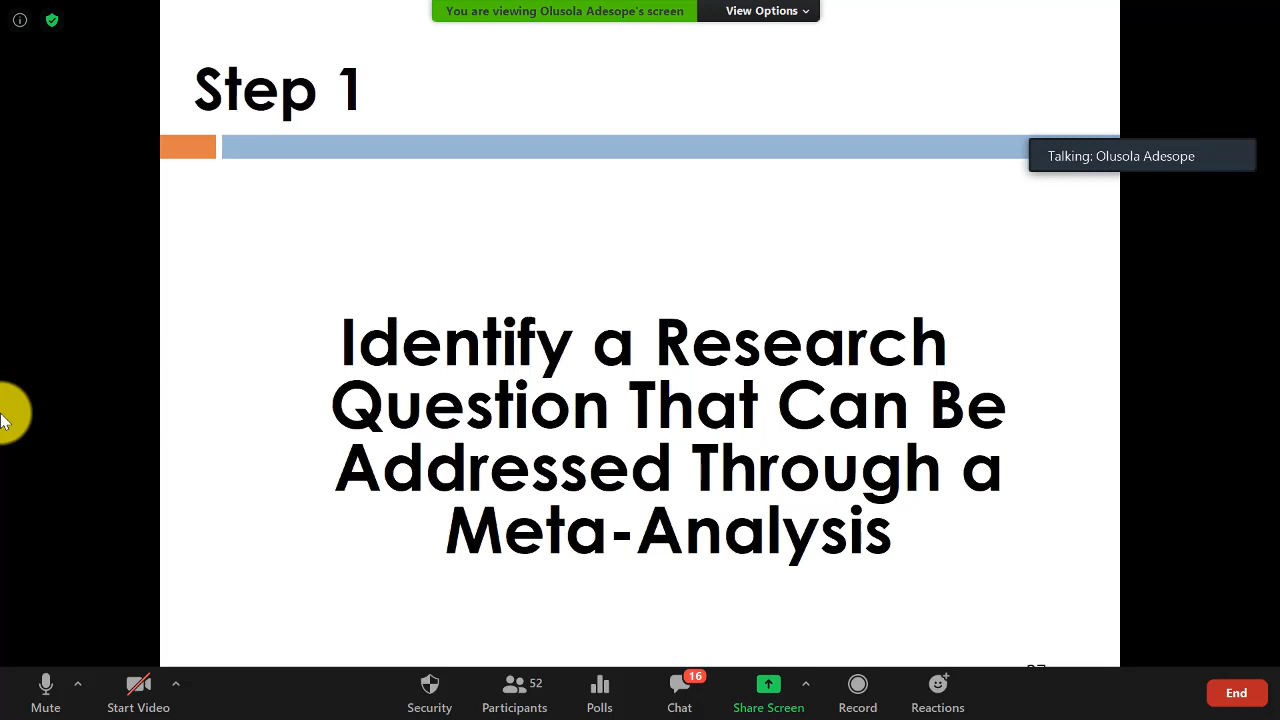 You are viewing Olusola Adesope's screen View Options
Step 1
Talking: Olusola Adesope
Identify a Research
Question That Can Be
Addressed Through a
Meta-Analysis
52
16
Mute Start Video Security Participants Polls Chat Share Screen Record Reactions End